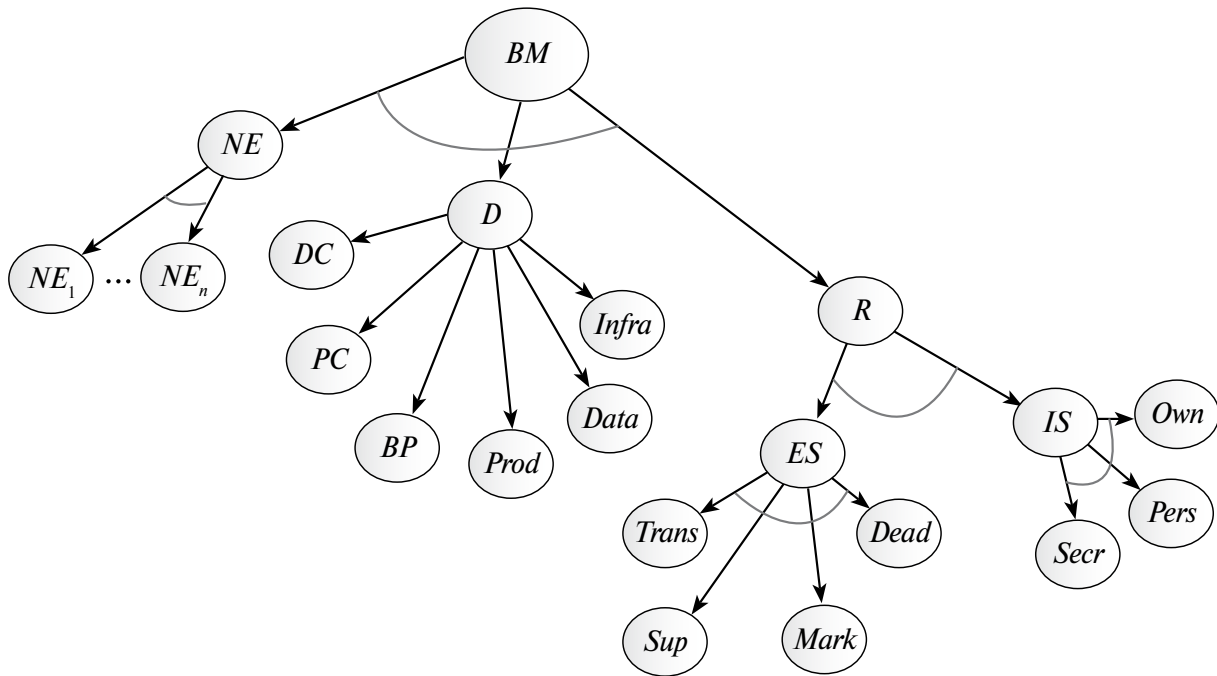 BM
NE
D
DC
NE1 ... NEn
R
Infra
PC
Data
IS
Own
BP
Prod
ES
Trans
Dead
Pers
Secr
Sup
Mark